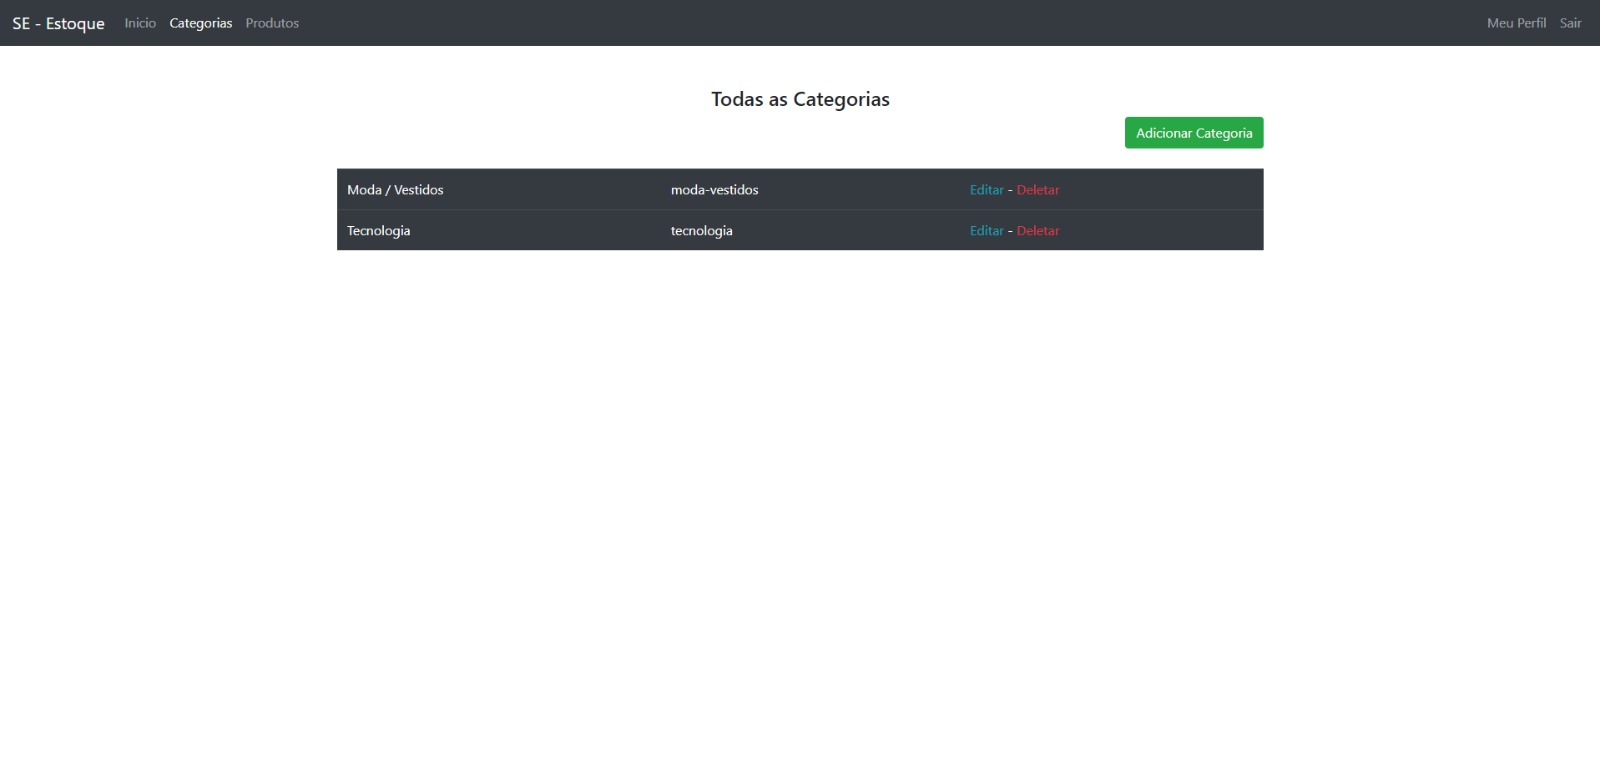 SE - Estoque Inicio Categorias Produtos Meu Perfil Sair
Todas as Categorias
Adicionar Categoria
Moda / Vestidos moda-vestidos Editar - Deletar
Tecnologia tecnologia Editar - Deletar